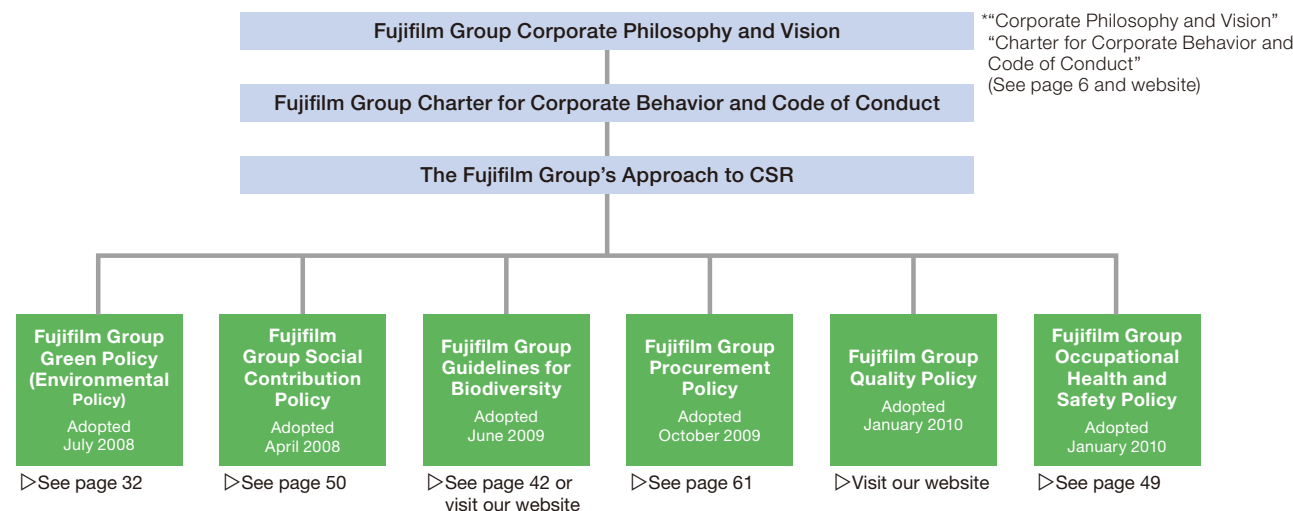 Fujifilm Group Corporate Philosophy and Vision
*“Corporate Philosophy and Vision”
“Charter for Corporate Behavior and
Code of Conduct”
(See page 6 and website)
Fujifilm Group Charter for Corporate Behavior and Code of Conduct
The Fujifilm Group’s Approach to CSR
Fujifilm Group
Green Policy
(Environmental
Policy)
Adopted
July 2008
▷See page 32
Fujifilm
Group Social
Contribution
Policy
Adopted
April 2008
▷See page 50
Fujifilm Group
Guidelines for
Biodiversity
Adopted
June 2009
▷See page 42 or
visit our website
Fujifilm Group
Procurement
Policy
Adopted
October 2009
▷See page 61
Fujifilm Group
Quality Policy
Adopted
January 2010
▷Visit our website
Fujifilm Group
Occupational
Health and
Safety Policy
Adopted
January 2010
▷See page 49